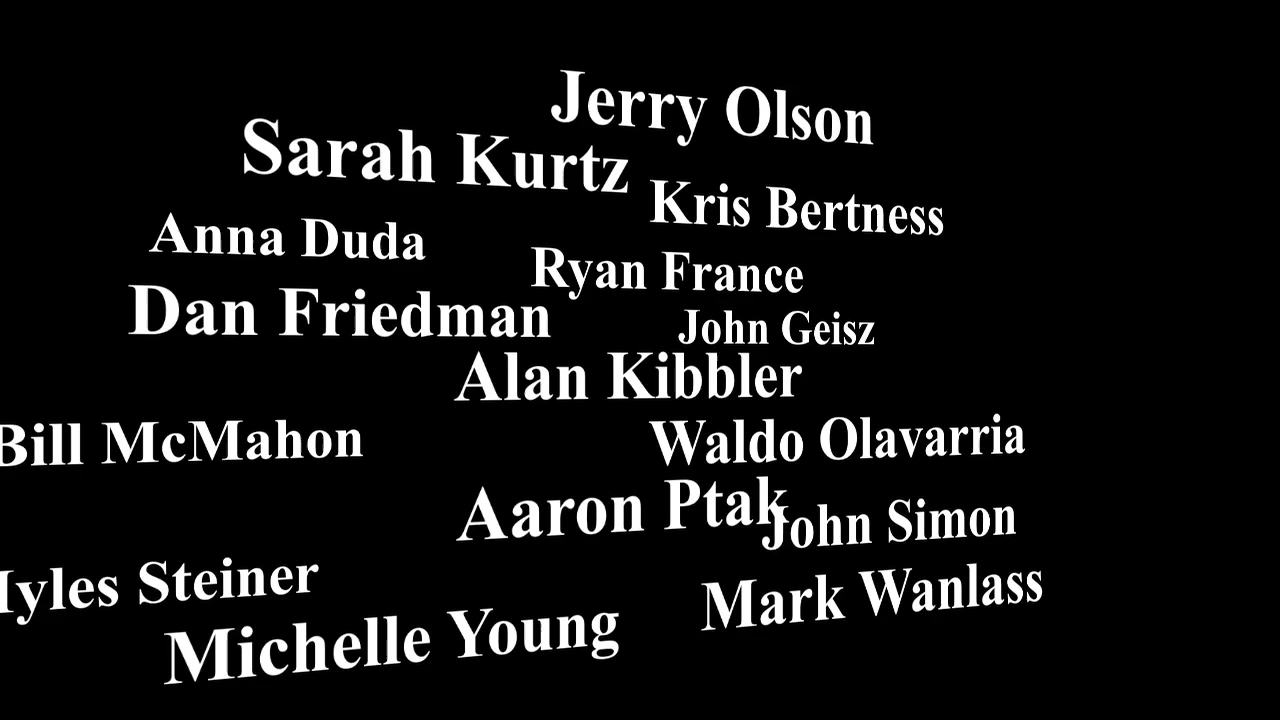 Jerry Olson
Sarah Kurtz
Kris Bertness
Anna Duda
Ryan France
Dan Friedman
John Geisz
Alan Kibbler
Bill McMahon
Waldo Olavarria
Aaron Ptak
John Simon
Steiner
Mark Wanlass
Michelle Young